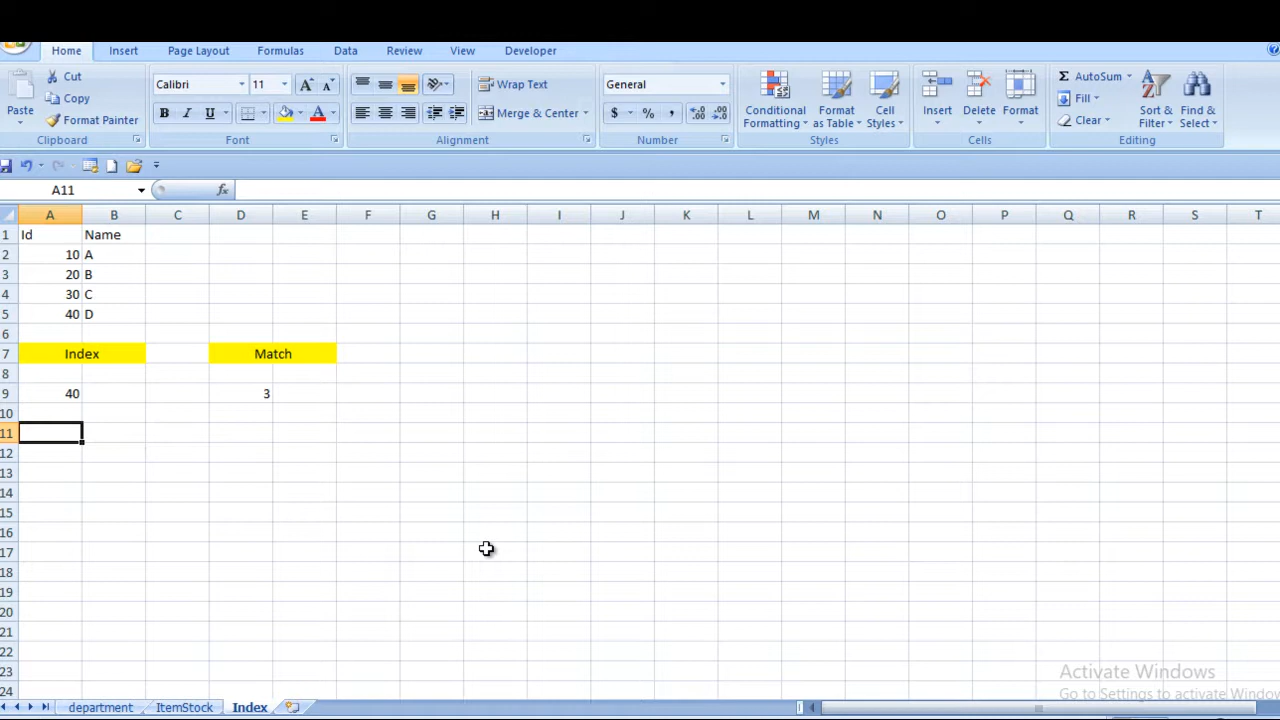 Home Insert Page Layout Formulas Data Review View Developer
Paste Cut Copy Format Painter Clipboard
Calibri 11 A A B I U A Font
Wrap Text Merge & Center Alignment
General $ % , .0 .00 .00 .0 Number
Conditional Formatting Format as Table Cell Styles Styles
Insert Delete Format Cells
Σ AutoSum Fill Clear Sort & Filter Find & Select Editing
A11 fx
A B C D E F G H I J K L M N O P Q R S T
1 Id Name
2 10 A
3 20 B
4 30 C
5 40 D
6
7 Index Match
8
9 40 3
10
11
12
13
14
15
16
17
18
19
20
21
22
23
24
Activate Windows
Go to Settings to activate Windows
department ItemStock Index